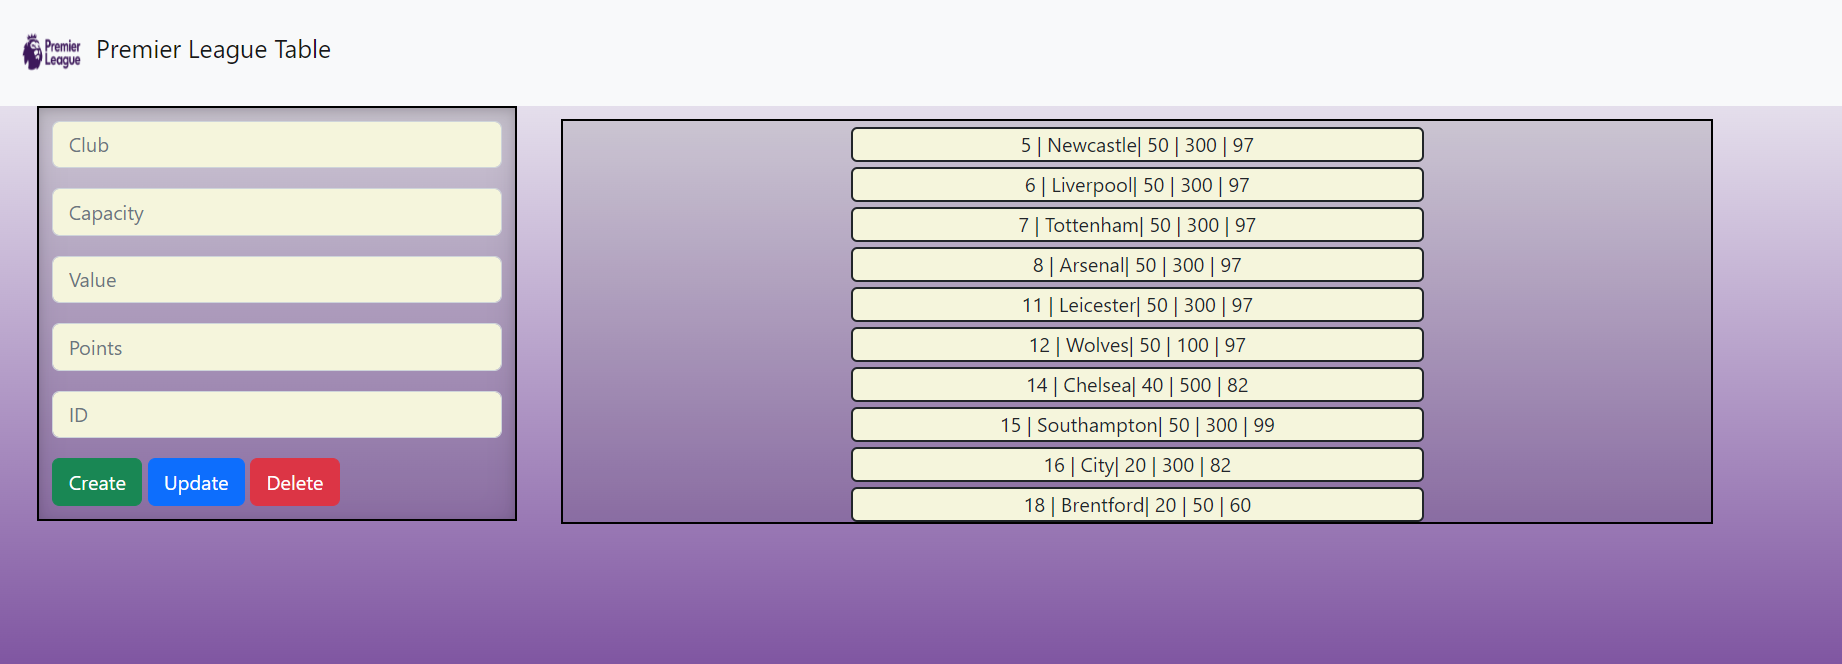 Premier
League
Premier League Table
Club
Capacity
Value
Points
ID
Create Update Delete
5 | Newcastle| 50 | 300 | 97
6 | Liverpool| 50 | 300 | 97
7 | Tottenham| 50 | 300 | 97
8 | Arsenal| 50 | 300 | 97
11 | Leicester| 50 | 300 | 97
12 | Wolves| 50 | 100 | 97
14 | Chelsea| 40 | 500 | 82
15 | Southampton| 50 | 300 | 99
16 | City| 20 | 300 | 82
18 | Brentford| 20 | 50 | 60